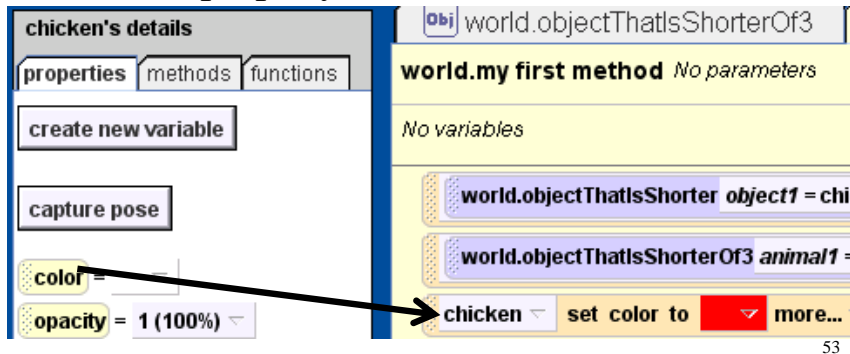 chicken's details
properties methods functions
create new variable
capture pose
color =
opacity = 1 (100%)
Obj world.objectThatIsShorterOf3
world.my first method No parameters
No variables
world.objectThatIsShorter object1 = chi
world.objectThatIsShorterOf3 animal1 =
chicken set color to more...
53